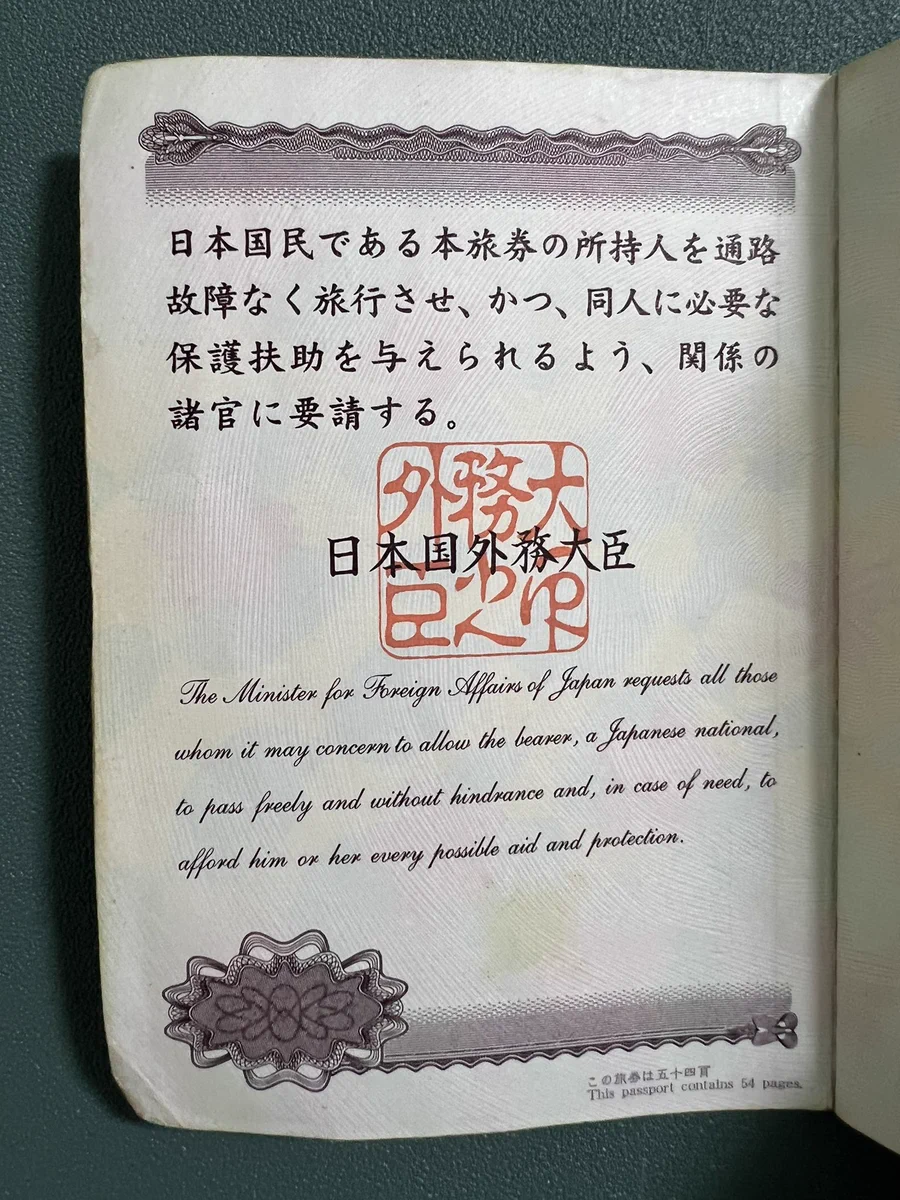 日本国民である本旅券の所持人を通路
故障なく旅行させ、かつ、同人に必要な
保護扶助を与えられるよう、関係の
諸官に要請する。
日本国外務大臣
The Minister for Foreign Affairs of Japan requests all those
whom it may concern to allow the bearer, a Japanese national,
to pass freely and without hindrance and, in case of need, to
afford him or her every possible aid and protection.
この旅券は五十四頁
This passport contains 54 pages.